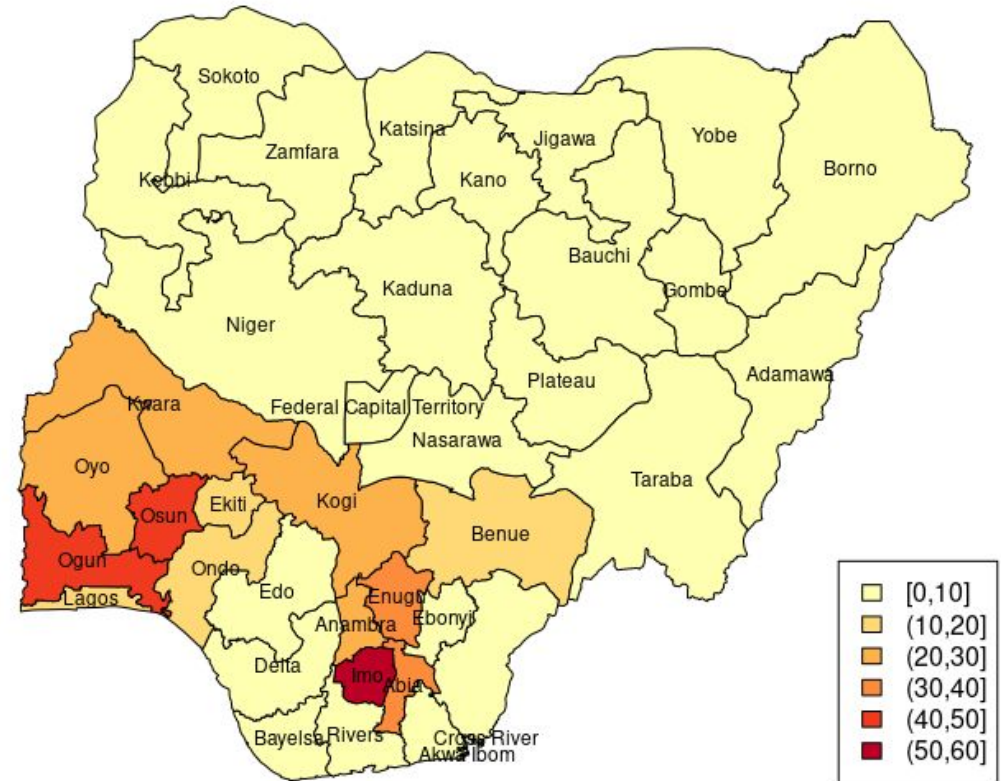 Sokoto
Katsina
Jigawa
Yobe
Zamfara
Borno
Kebbi
Kano
Bauchi
Kaduna
Gombe
Niger
Adamawa
Plateau
Kwara
Federal Capital Territory
Nasarawa
Oyo
Taraba
Kogi
Osun
Ekiti
Benue
Ogun
Ondo
Edo
Lagos
Enugu
Anambra
Ebonyi
Delta
Imo
Abia
Bayelsa
Rivers
Cross River
Akwa Ibom
[0,10]
(10,20]
(20,30]
(30,40]
(40,50]
(50,60]